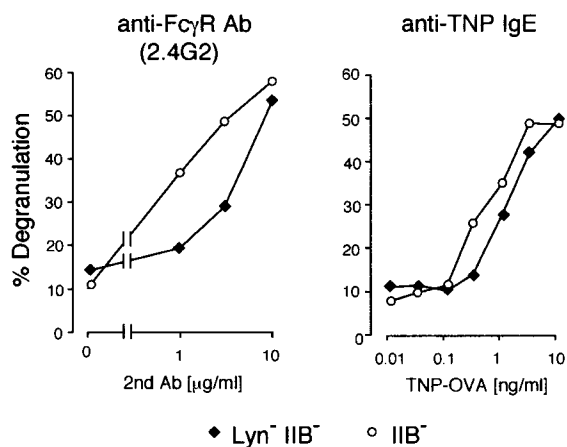 anti-FcγR Ab
(2.4G2)
anti-TNP IgE
% Degranulation
60
50
40
30
20
10
0
0
1
10
2nd Ab [μg/ml]
60
50
40
30
20
10
0
0.01
0.1
1
10
TNP-OVA [ng/ml]
◆ Lyn⁻ IIB⁻
○ IIB⁻